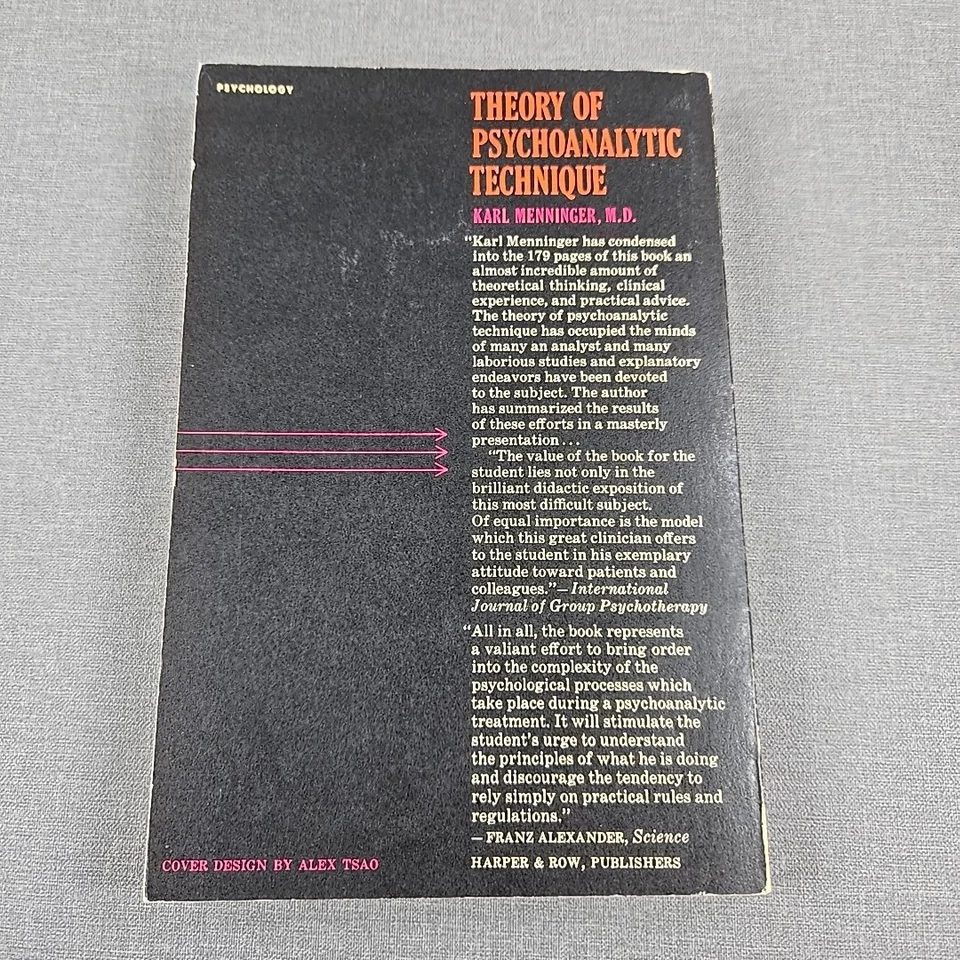 PSYCHOLOGY
THEORY OF
PSYCHOANALYTIC
TECHNIQUE
KARL MENNINGER, M.D.
“Karl Menninger has condensed
into the 179 pages of this book an
almost incredible amount of
theoretical thinking, clinical
experience, and practical advice.
The theory of psychoanalytic
technique has occupied the minds
of many an analyst and many
laborious studies and explanatory
endeavors have been devoted
to the subject. The author
has summarized the results
of these efforts in a masterly
presentation...
“The value of the book for the
student lies not only in the
brilliant didactic exposition of
this most difficult subject.
Of equal importance is the model
which this great clinician offers
to the student in his exemplary
attitude toward patients and
colleagues.”—International
Journal of Group Psychotherapy
“All in all, the book represents
a valiant effort to bring order
into the complexity of the
psychological processes which
take place during a psychoanalytic
treatment. It will stimulate the
student's urge to understand
the principles of what he is doing
and discourage the tendency to
rely simply on practical rules and
regulations.”
—FRANZ ALEXANDER, Science
COVER DESIGN BY ALEX TSAO
HARPER & ROW, PUBLISHERS